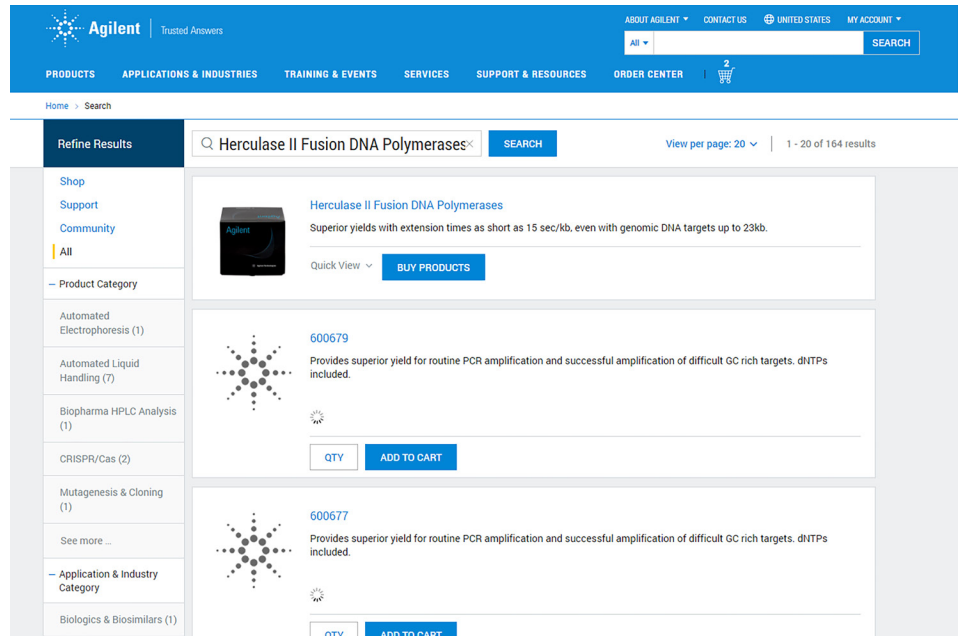 Agilent | Trusted Answers
ABOUT AGILENT CONTACT US UNITED STATES MY ACCOUNT
All SEARCH
PRODUCTS APPLICATIONS & INDUSTRIES TRAINING & EVENTS SERVICES SUPPORT & RESOURCES ORDER CENTER | 2
Home > Search
Refine Results
Herculase II Fusion DNA Polymerases × SEARCH
View per page: 20 | 1 - 20 of 164 results
Shop
Support
Community
All
– Product Category
Automated
Electrophoresis (1)
Automated Liquid
Handling (7)
Biopharma HPLC Analysis
(1)
CRISPR/Cas (2)
Mutagenesis & Cloning
(1)
See more ...
– Application & Industry
Category
Biologics & Biosimilars (1)
Agilent
Herculase II Fusion DNA Polymerases
Superior yields with extension times as short as 15 sec/kb, even with genomic DNA targets up to 23kb.
Quick View BUY PRODUCTS
600679
Provides superior yield for routine PCR amplification and successful amplification of difficult GC rich targets. dNTPs
included.
QTY ADD TO CART
600677
Provides superior yield for routine PCR amplification and successful amplification of difficult GC rich targets. dNTPs
included.
QTY ADD TO CART